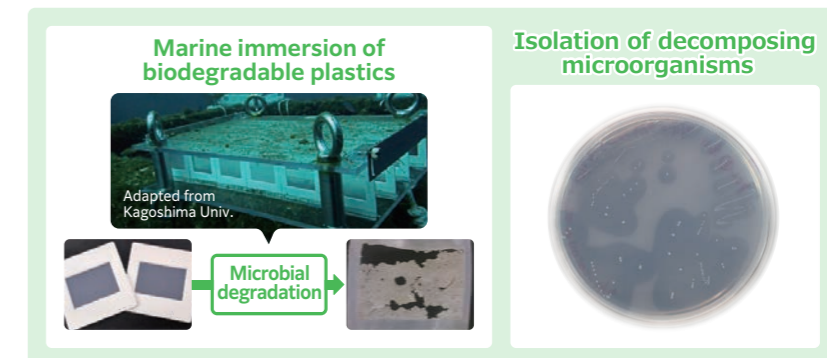 Marine immersion of
biodegradable plastics
Adapted from
Kagoshima Univ.
Microbial
degradation
Isolation of decomposing
microorganisms